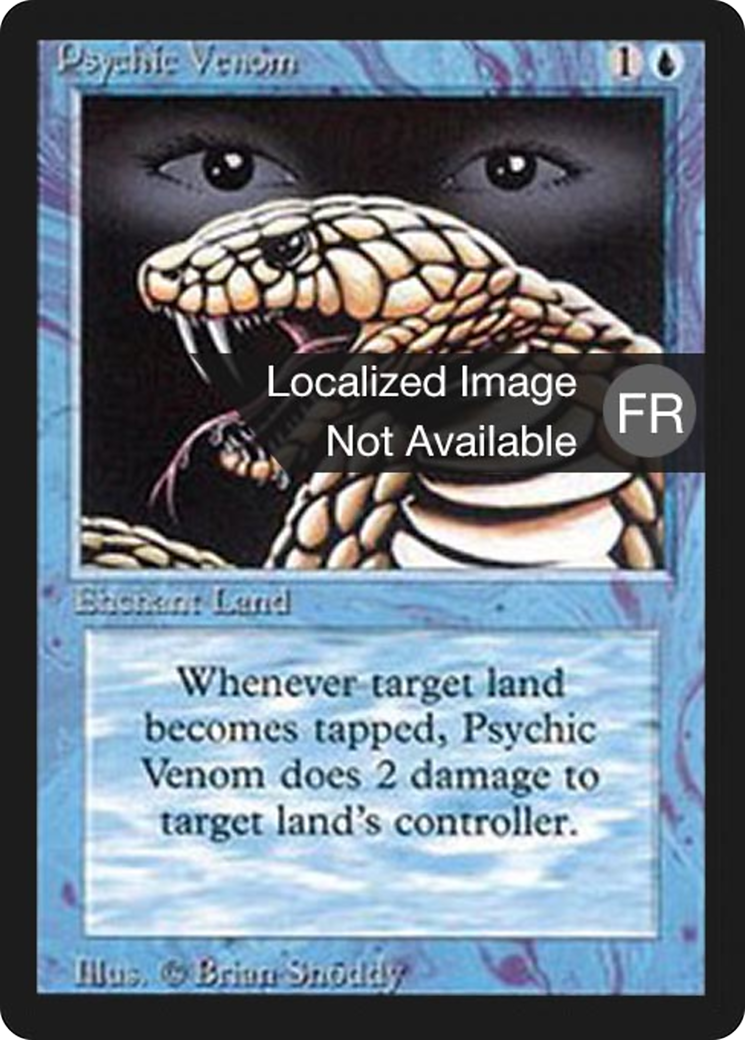 Psychic Venom 1
Localized Image
Not Available
FR
Enchant Land
Whenever target land
becomes tapped, Psychic
Venom does 2 damage to
target land's controller.
Illus. © Brian Snoddy